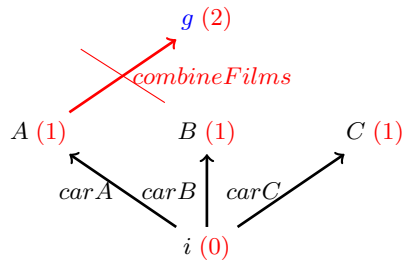 g (2)
combineFilms
A (1) B (1) C (1)
carA carB carC
i (0)